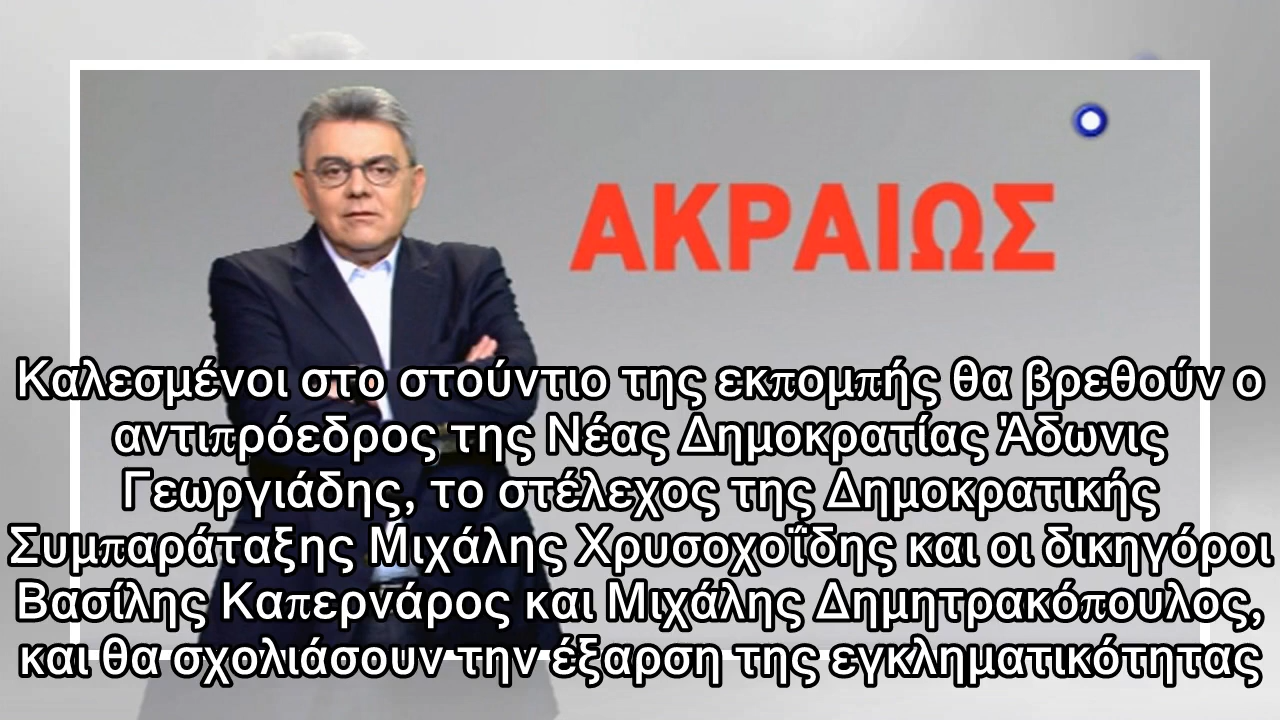 ΑΚΡΑΙΩΣ
Καλεσμένοι στο στούντιο της εκπομπής θα βρεθούν ο
αντιπρόεδρος της Νέας Δημοκρατίας Άδωνις
Γεωργιάδης, το στέλεχος της Δημοκρατικής
Συμπαράταξης Μιχάλης Χρυσοχοΐδης και οι δικηγόροι
Βασίλης Καπερνάρος και Μιχάλης Δημητρακόπουλος,
και θα σχολιάσουν την έξαρση της εγκληματικότητας